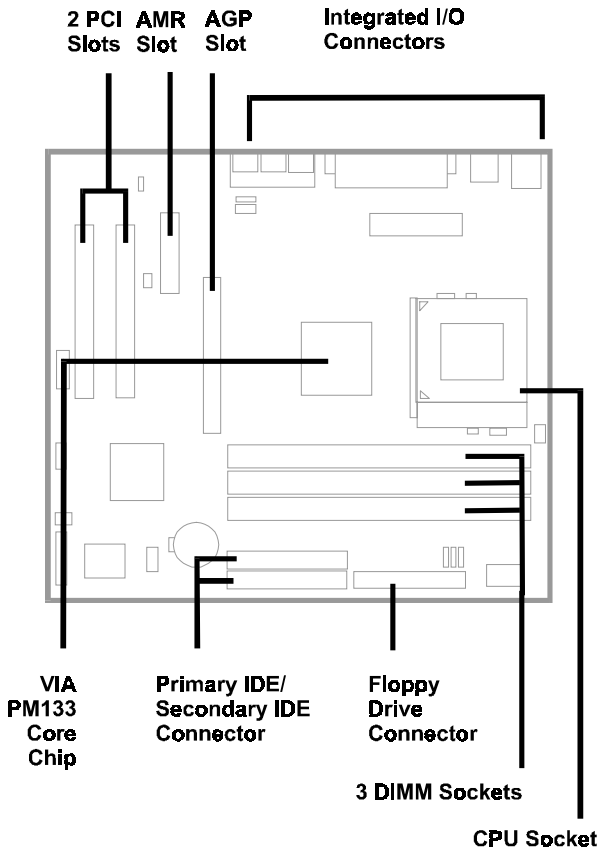 2 PCI
Slots
AMR
Slot
AGP
Slot
Integrated I/O
Connectors
VIA
PM133
Core
Chip
Primary IDE/
Secondary IDE
Connector
Floppy
Drive
Connector
3 DIMM Sockets
CPU Socket